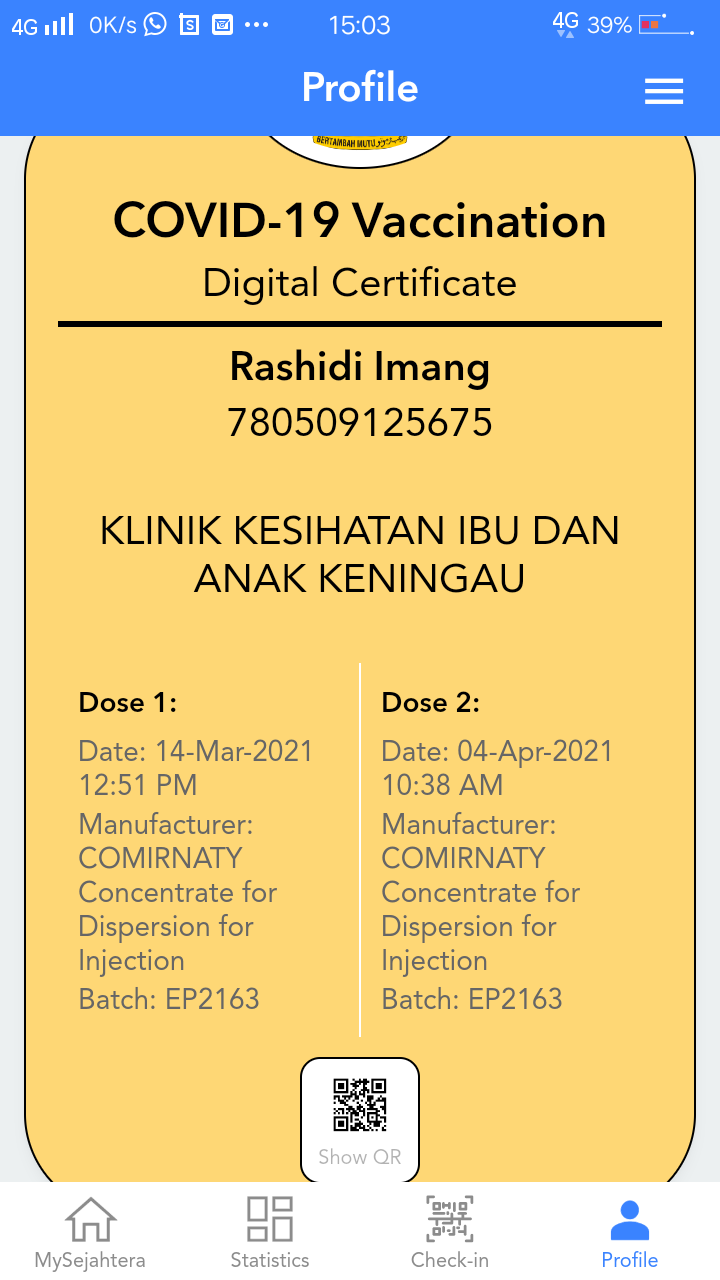 4G 0K/s 15:03 4G 39%
Profile
BERTAMBAH MUTU
COVID-19 Vaccination
Digital Certificate
Rashidi Imang
780509125675
KLINIK KESIHATAN IBU DAN
ANAK KENINGAU
Dose 1:
Date: 14-Mar-2021
12:51 PM
Manufacturer:
COMIRNATY
Concentrate for
Dispersion for
Injection
Batch: EP2163
Dose 2:
Date: 04-Apr-2021
10:38 AM
Manufacturer:
COMIRNATY
Concentrate for
Dispersion for
Injection
Batch: EP2163
Show QR
MySejahtera Statistics Check-in Profile